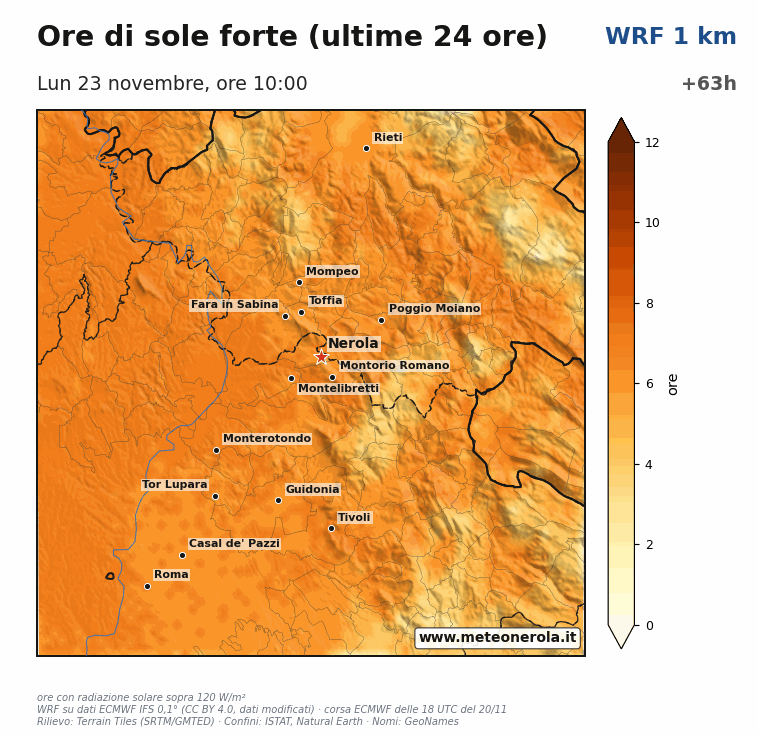 Ore di sole forte (ultime 24 ore)
WRF 1 km
Lun 23 novembre, ore 10:00
+63h
Rieti
Mompeo
Fara in Sabina
Toffia
Poggio Moiano
Nerola
Montorio Romano
Montelibretti
Monterotondo
Tor Lupara
Guidonia
Tivoli
Casal de' Pazzi
Roma
www.meteonerola.it
12
10
8
6
4
2
0
ore
ore con radiazione solare sopra 120 W/m²
WRF su dati ECMWF IFS 0,1° (CC BY 4.0, dati modificati) · corsa ECMWF delle 18 UTC del 20/11
Rilievo: Terrain Tiles (SRTM/GMTED) · Confini: ISTAT, Natural Earth · Nomi: GeoNames